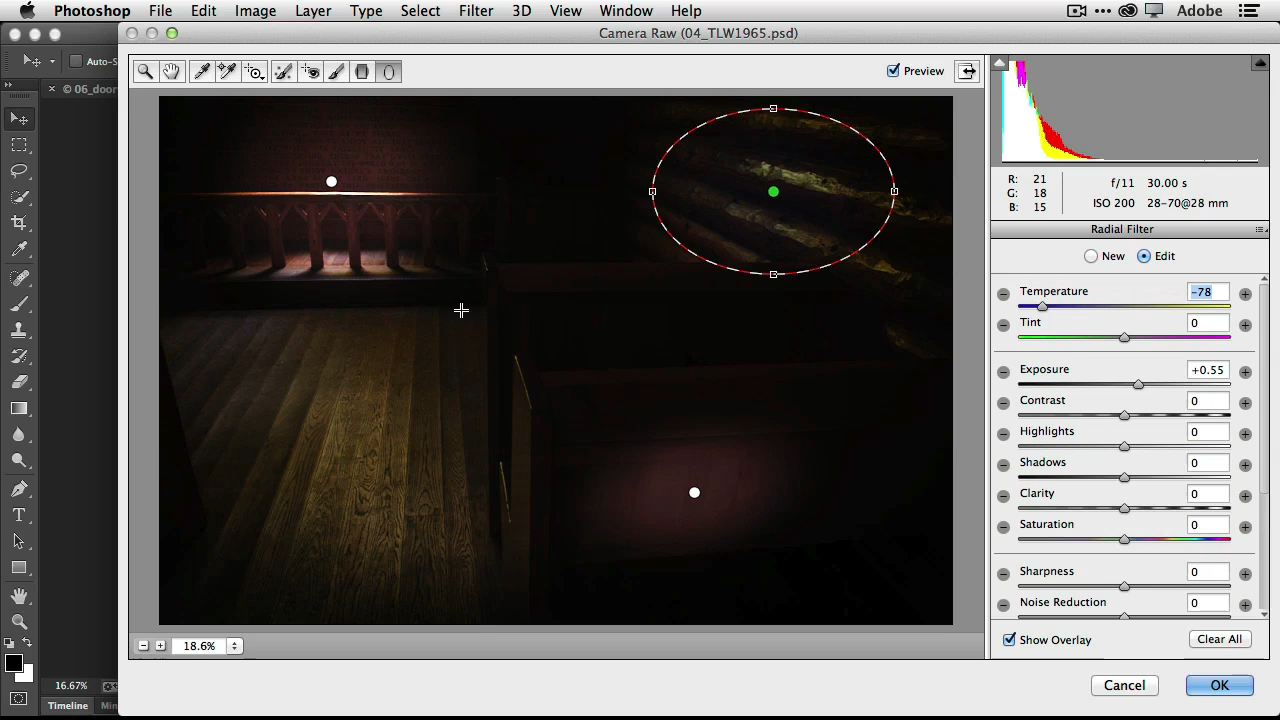 Photoshop File Edit Image Layer Type Select Filter 3D View Window Help Adobe
Camera Raw (04_TLW1965.psd)
Auto-S
Preview
× © 06_door
R: 21
G: 18
B: 15
f/11 30.00 s
ISO 200 28-70@28 mm
Radial Filter
New Edit
Temperature -78
Tint 0
Exposure +0.55
Contrast 0
Highlights 0
Shadows 0
Clarity 0
Saturation 0
Sharpness 0
Noise Reduction 0
Show Overlay Clear All
18.6%
16.67%
Cancel OK
Timeline Min